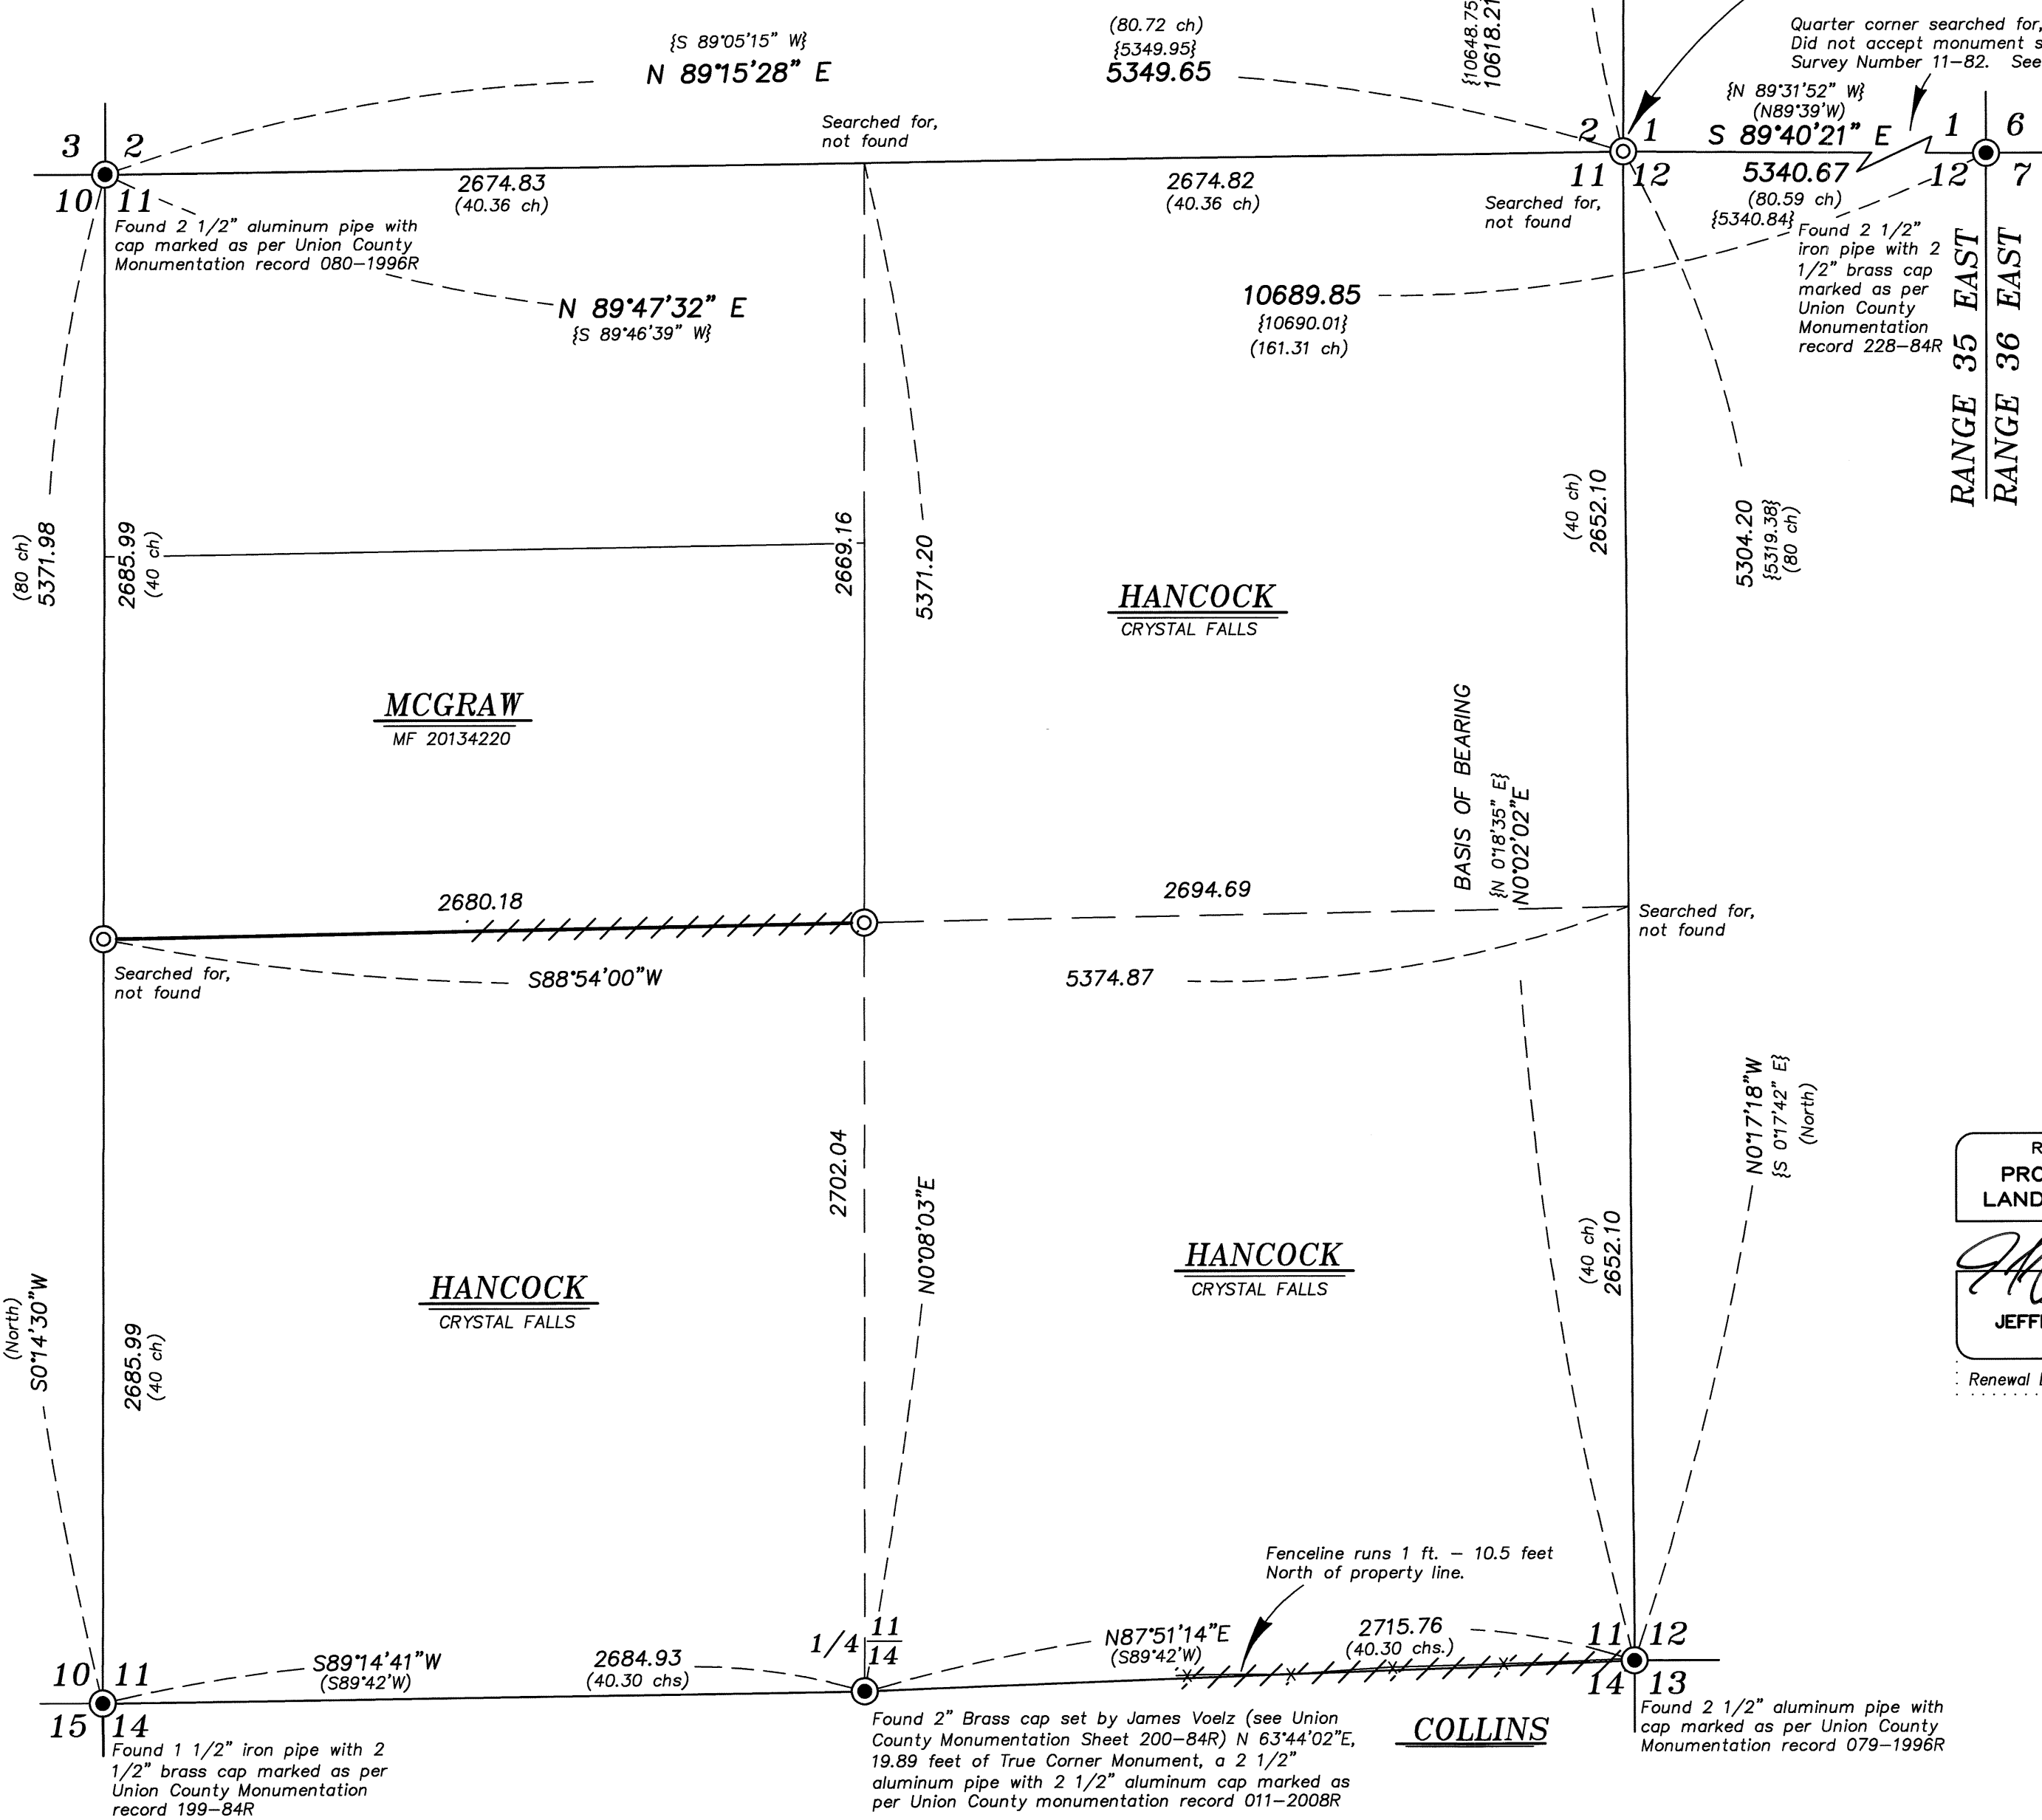 {S 89°05'15" W}
N 89°15'28" E
(80.72 ch)
{5349.95}
5349.65
{10648.75}
10618.21
Quarter corner searched for,
Did not accept monument s
Survey Number 11-82. See
{N 89°31'52" W}
(N89°39'W)
S 89°40'21" E
5340.67
(80.59 ch)
{5340.84}
3 2
10 11
2 1
11 12
1 6
12 7
Searched for,
not found
2674.83
(40.36 ch)
2674.82
(40.36 ch)
Searched for,
not found
Found 2 1/2" aluminum pipe with
cap marked as per Union County
Monumentation record 080-1996R
Found 2 1/2"
iron pipe with 2
1/2" brass cap
marked as per
Union County
Monumentation
record 228-84R
RANGE 35 EAST
RANGE 36 EAST
N 89°47'32" E
{S 89°46'39" W}
10689.85
{10690.01}
(161.31 ch)
(80 ch)
5371.98
2685.99
(40 ch)
2669.16
5371.20
(40 ch)
2652.10
5304.20
{5319.38}
(80 ch)
HANCOCK
CRYSTAL FALLS
MCGRAW
MF 20134220
BASIS OF BEARING
{N 0°18'35" E}
N0°02'02"E
2680.18
2694.69
Searched for,
not found
Searched for,
not found
S88°54'00"W
5374.87
2702.04
N0°08'03"E
N0°17'18"W
{S 0°17'42" E}
(North)
R
PRO
LAND
JEFF
Renewal
HANCOCK
CRYSTAL FALLS
HANCOCK
CRYSTAL FALLS
(North)
S0°14'30"W
2685.99
(40 ch)
(40 ch)
2652.10
Fenceline runs 1 ft. - 10.5 feet
North of property line.
10 11
15 14
S89°14'41"W
(S89°42'W)
2684.93
(40.30 chs)
1/4 11
14
N87°51'14"E
(S89°42'W)
2715.76
(40.30 chs.)
11 12
14 13
Found 1 1/2" iron pipe with 2
1/2" brass cap marked as per
Union County Monumentation
record 199-84R
Found 2" Brass cap set by James Voelz (see Union
County Monumentation Sheet 200-84R) N 63°44'02"E,
19.89 feet of True Corner Monument, a 2 1/2"
aluminum pipe with 2 1/2" aluminum cap marked as
per Union County monumentation record 011-2008R
COLLINS
Found 2 1/2" aluminum pipe with
cap marked as per Union County
Monumentation record 079-1996R